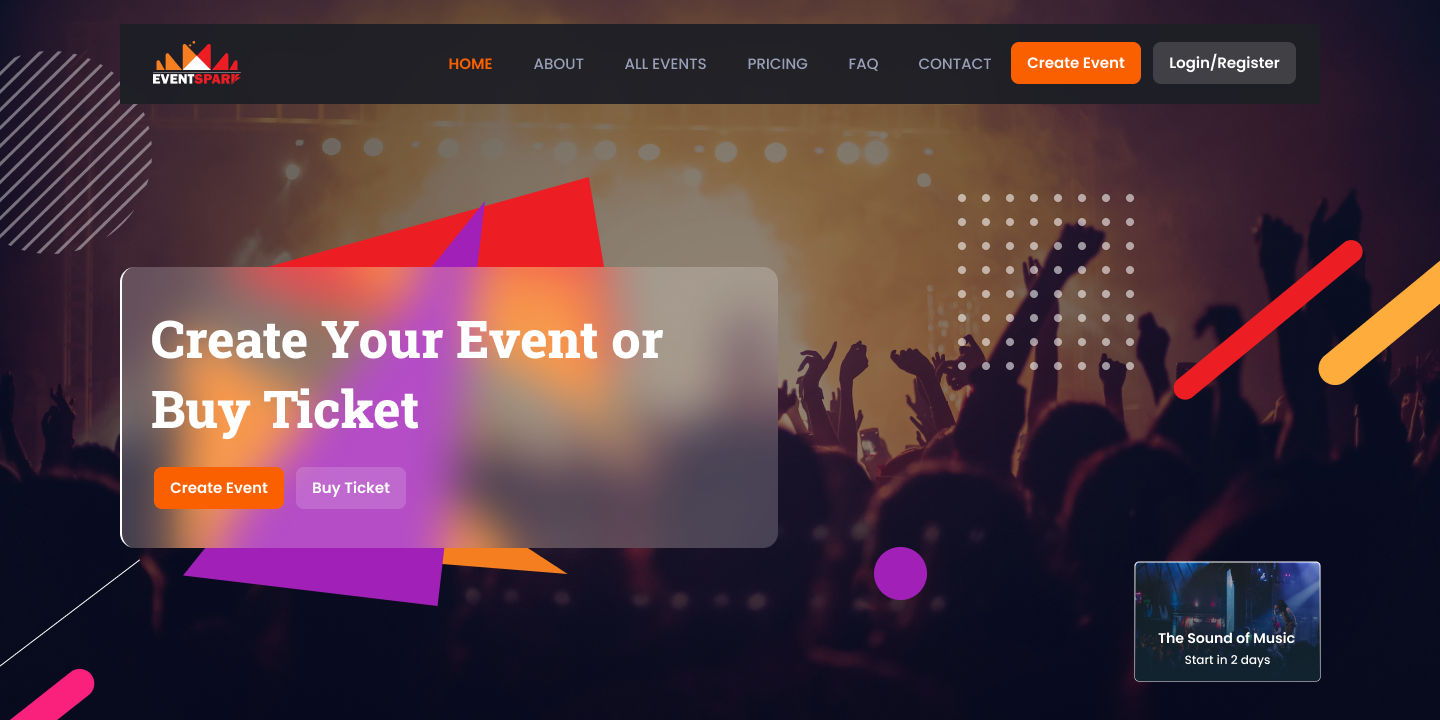 EVENTSPARK
HOME
ABOUT
ALL EVENTS
PRICING
FAQ
CONTACT
Create Event
Login/Register
Create Your Event or
Buy Ticket
Create Event
Buy Ticket
The Sound of Music
Start in 2 days